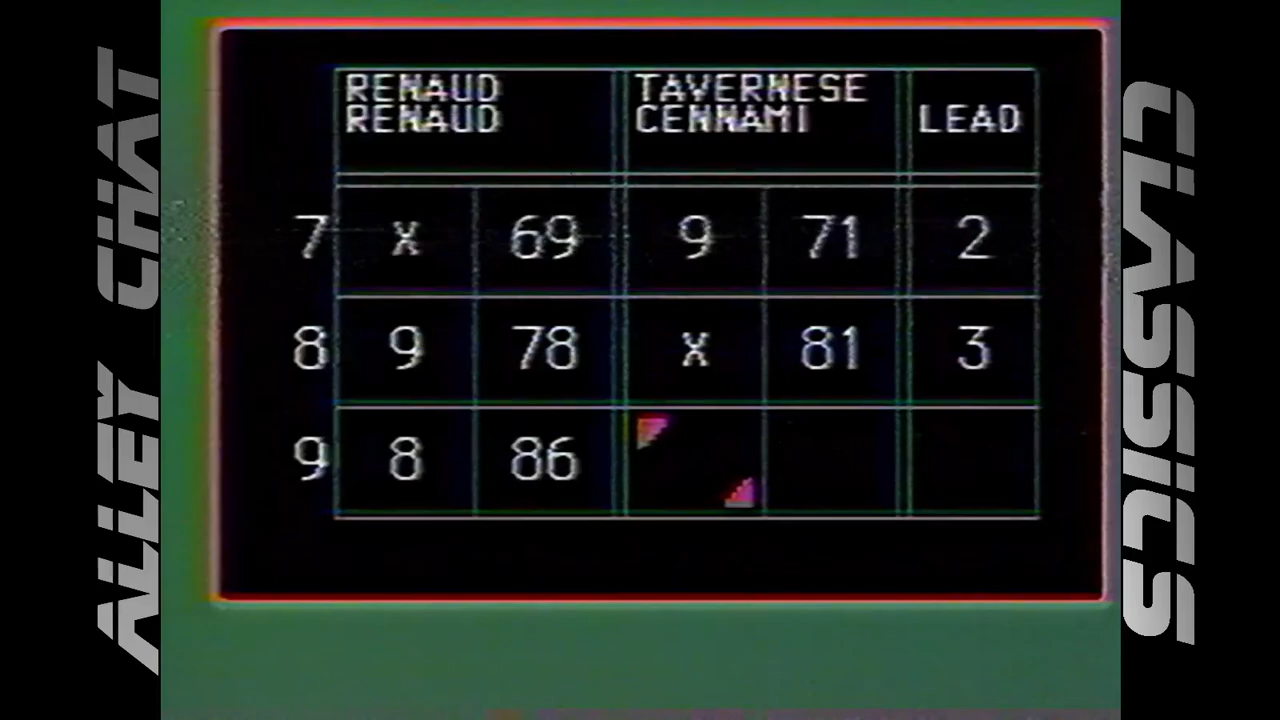 ALLEY CHAT
RENAUD
RENAUD
TAVERNESE
CENNAMI
LEAD
7 X 69 9 71 2
8 9 78 X 81 3
9 8 86
CLASSICS